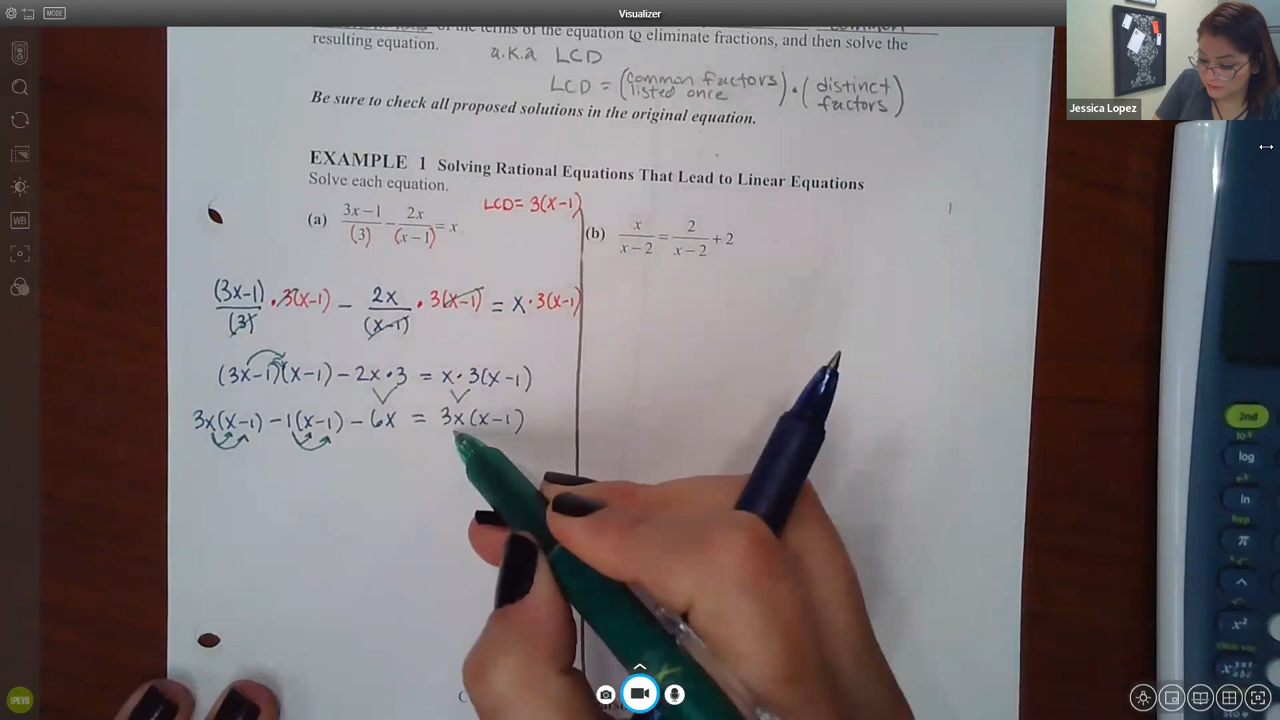 MODE
Visualizer
of the terms of the equation to eliminate fractions, and then solve the
resulting equation.
a.k.a LCD
LCD = (common factors listed once) · (distinct factors)
Be sure to check all proposed solutions in the original equation.
EXAMPLE 1 Solving Rational Equations That Lead to Linear Equations
Solve each equation.
LCD = 3(x-1)
(a) (3x-1)/(3) - 2x/(x-1) = x
(b) x/(x-2) = 2/(x-2) + 2
(3x-1)/(3) · 3(x-1) - 2x/(x-1) · 3(x-1) = x · 3(x-1)
(3x-1)(x-1) - 2x · 3 = x · 3(x-1)
3x(x-1) - 1(x-1) - 6x = 3x(x-1)
Jessica Lopez
WB
IPEVO
2nd
log
ln
hyp
π
^
x²